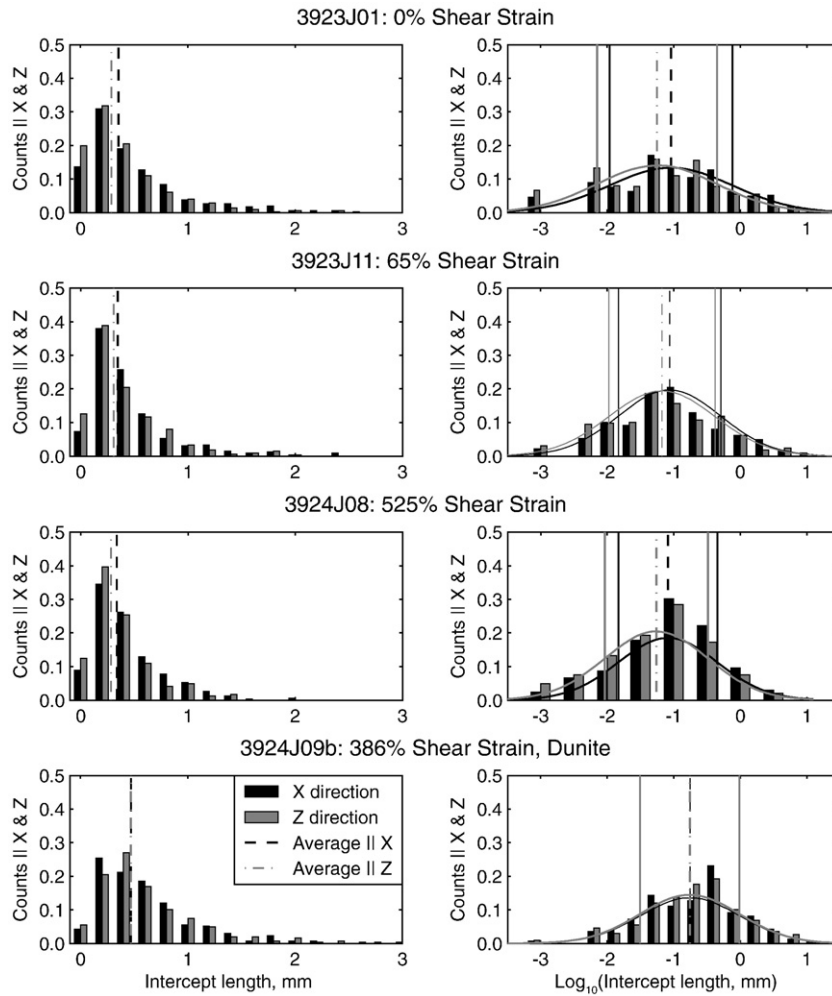 3923J01: 0% Shear Strain
Counts || X & Z
0.5
0.4
0.3
0.2
0.1
0.0
0 1 2 3
Counts || X & Z
0.5
0.4
0.3
0.2
0.1
0.0
-3 -2 -1 0 1
3923J11: 65% Shear Strain
Counts || X & Z
0.5
0.4
0.3
0.2
0.1
0.0
0 1 2 3
Counts || X & Z
0.5
0.4
0.3
0.2
0.1
0.0
-3 -2 -1 0 1
3924J08: 525% Shear Strain
Counts || X & Z
0.5
0.4
0.3
0.2
0.1
0.0
0 1 2 3
Counts || X & Z
0.5
0.4
0.3
0.2
0.1
0.0
-3 -2 -1 0 1
3924J09b: 386% Shear Strain, Dunite
Counts || X & Z
0.5
0.4
0.3
0.2
0.1
0.0
X direction
Z direction
Average || X
Average || Z
0 1 2 3
Intercept length, mm
Counts || X & Z
0.5
0.4
0.3
0.2
0.1
0.0
-3 -2 -1 0 1
Log₁₀(Intercept length, mm)